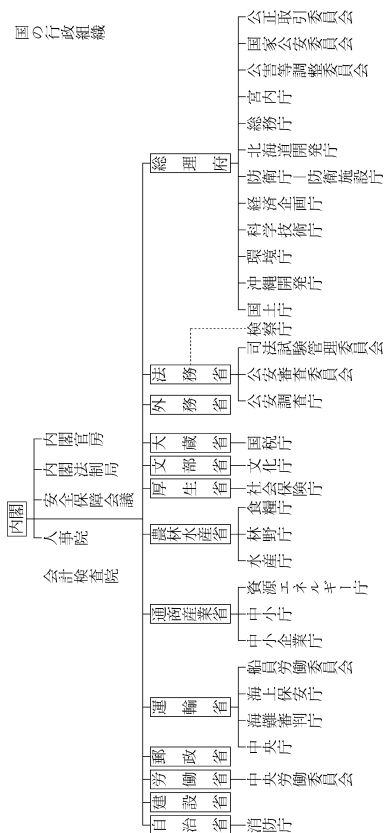 国の行政組織
内閣
内閣官房
内閣法制局
安全保障会議
人事院
会計検査院
総理府
公正取引委員会
国家公安委員会
公害等調整委員会
宮内庁
総務庁
北海道開発庁
防衛庁―防衛施設庁
経済企画庁
科学技術庁
環境庁
沖縄開発庁
国土庁
法務省
検察庁
司法試験管理委員会
公安審査委員会
公安調査庁
外務省
大蔵省
国税庁
文部省
文化庁
厚生省
社会保険庁
農林水産省
食糧庁
林野庁
水産庁
通商産業省
資源エネルギー庁
中小庁
中小企業庁
運輸省
船員労働委員会
海上保安庁
海難審判庁
中央庁
郵政省
労働省
中央労働委員会
建設省
自治省
消防庁